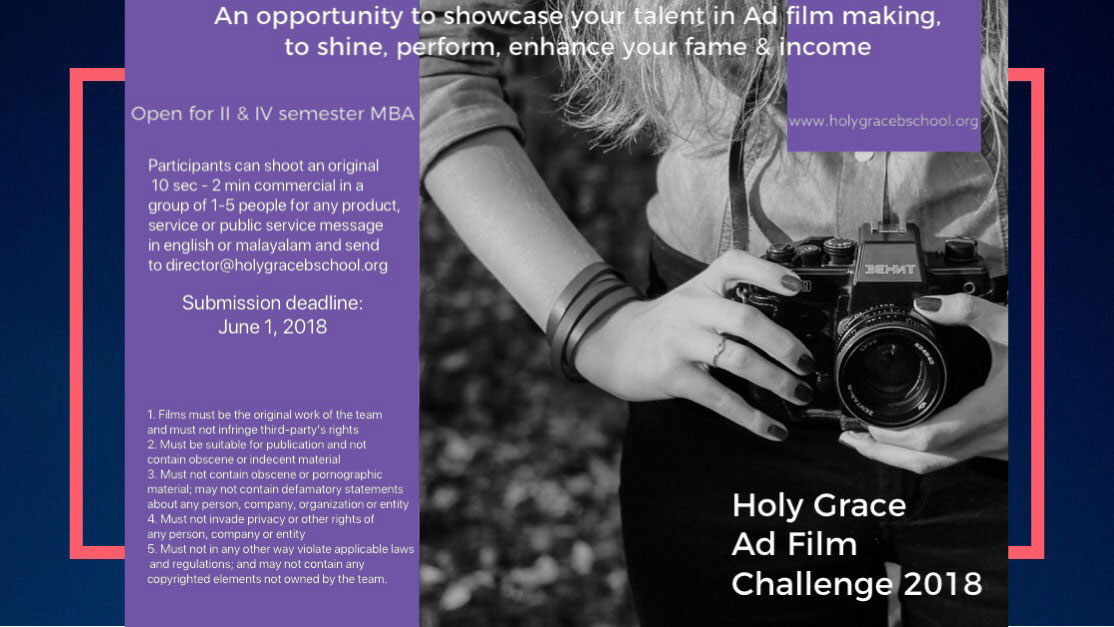 An opportunity to showcase your talent in Ad film making,
to shine, perform, enhance your fame & income
Open for II & IV semester MBA
www.holygracebschool.org
Participants can shoot an original
10 sec - 2 min commercial in a
group of 1-5 people for any product,
service or public service message
in english or malayalam and send
to director@holygracebschool.org
Submission deadline:
June 1, 2018
1. Films must be the original work of the team
and must not infringe third-party's rights
2. Must be suitable for publication and not
contain obscene or indecent material
3. Must not contain obscene or pornographic
material; may not contain defamatory statements
about any person, company, organization or entity
4. Must not invade privacy or other rights of
any person, company or entity
5. Must not in any other way violate applicable laws
and regulations; and may not contain any
copyrighted elements not owned by the team.
ЗЕНИТ
Holy Grace
Ad Film
Challenge 2018